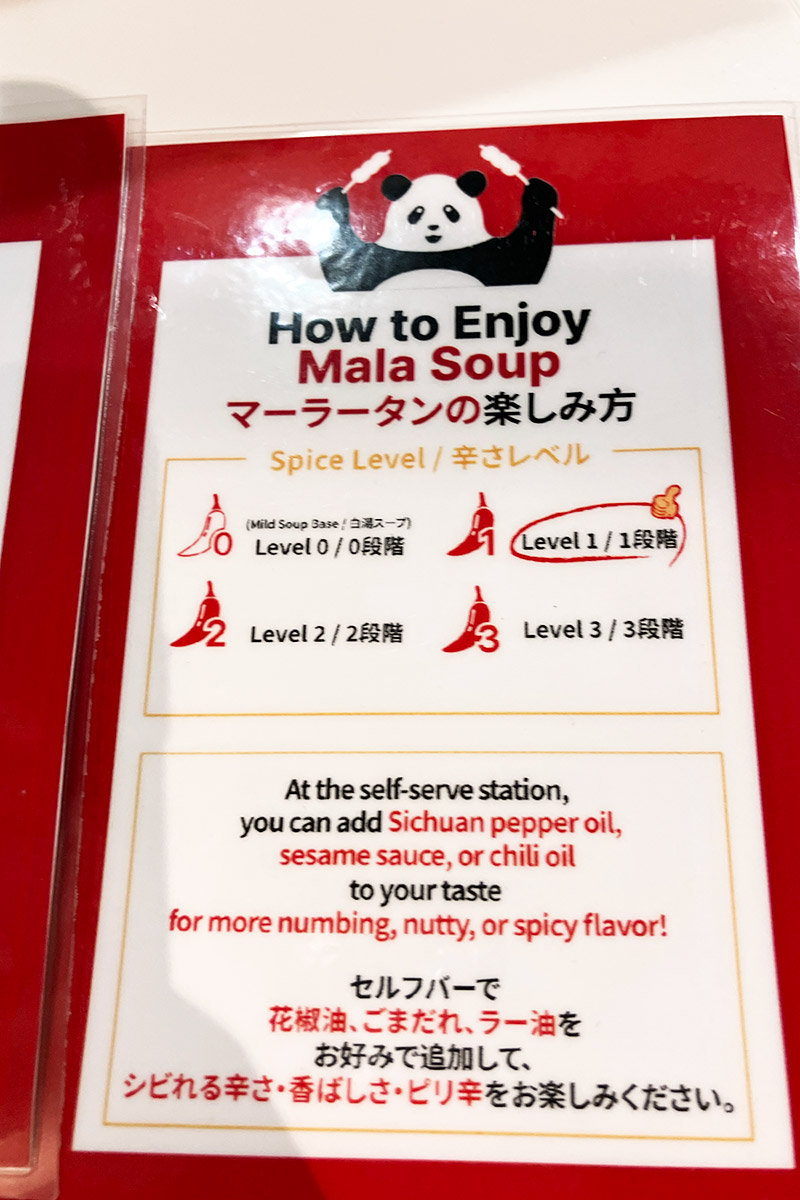 How to Enjoy
Mala Soup
マーラータンの楽しみ方
Spice Level / 辛さレベル
(Mild Soup Base / 白湯スープ)
0 Level 0 / 0段階
1 Level 1 / 1段階
2 Level 2 / 2段階
3 Level 3 / 3段階
At the self-serve station,
you can add Sichuan pepper oil,
sesame sauce, or chili oil
to your taste
for more numbing, nutty, or spicy flavor!
セルフバーで
花椒油、ごまだれ、ラー油を
お好みで追加して、
シビれる辛さ・香ばしさ・ピリ辛をお楽しみください。